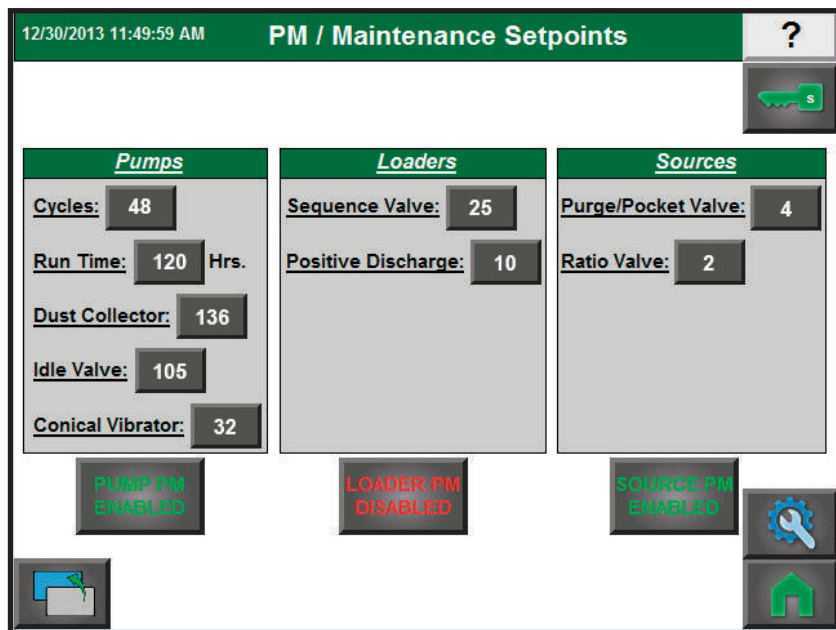 12/30/2013 11:49:59 AM PM / Maintenance Setpoints ?
S
Pumps
Cycles: 48
Run Time: 120 Hrs.
Dust Collector: 136
Idle Valve: 105
Conical Vibrator: 32
PUMP PM
ENABLED
Loaders
Sequence Valve: 25
Positive Discharge: 10
LOADER PM
DISABLED
Sources
Purge/Pocket Valve: 4
Ratio Valve: 2
SOURCE PM
ENABLED